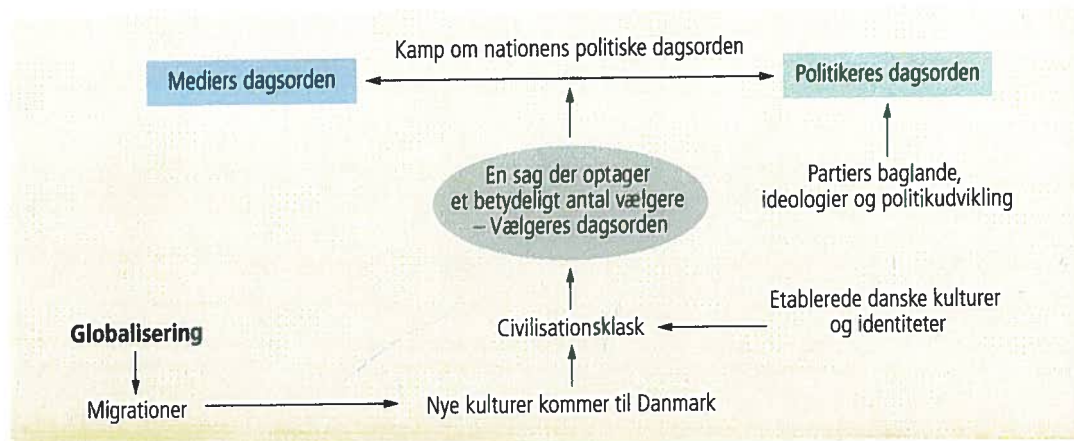 Kamp om nationens politiske dagsorden
Mediers dagsorden
Politikeres dagsorden
En sag der optager
et betydeligt antal vælgere
– Vælgeres dagsorden
Partiers baglande,
ideologier og politikudvikling
Etablerede danske kulturer
og identiteter
Civilisationsklask
Globalisering
Migrationer
Nye kulturer kommer til Danmark